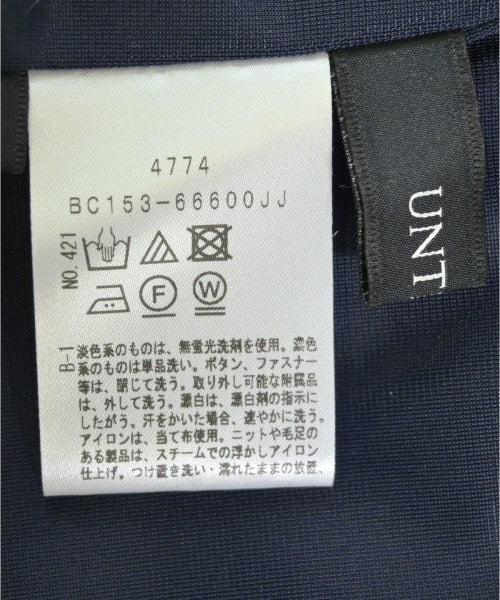 4774
BC153-66600JJ
NO.421
F
W
B-1
淡色系のものは、無蛍光洗剤を使用。濃色
系のものは単品洗い。ボタン、ファスナー
等は、閉じて洗う。取り外し可能な附属品
は、外して洗う。漂白は、漂白剤の指示に
したがう。汗をかいた場合、速やかに洗う。
アイロンは、当て布使用。ニットや毛足の
ある製品は、スチームでの浮かしアイロン
仕上げ。つけ置き洗い・濡れたままの放置、
UNT